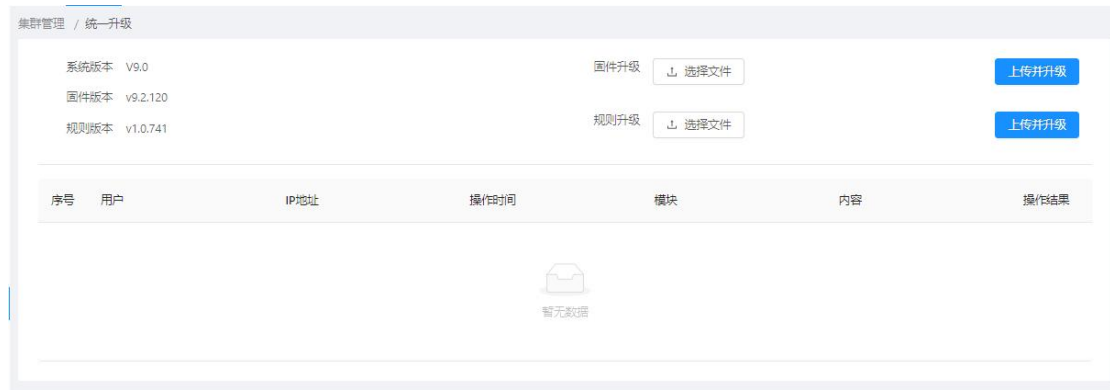 集群管理 / 统一升级
系统版本 V9.0
固件升级 选择文件 上传并升级
固件版本 v9.2.120
规则版本 v1.0.741
规则升级 选择文件 上传并升级
序号 用户 IP地址 操作时间 模块 内容 操作结果
暂无数据